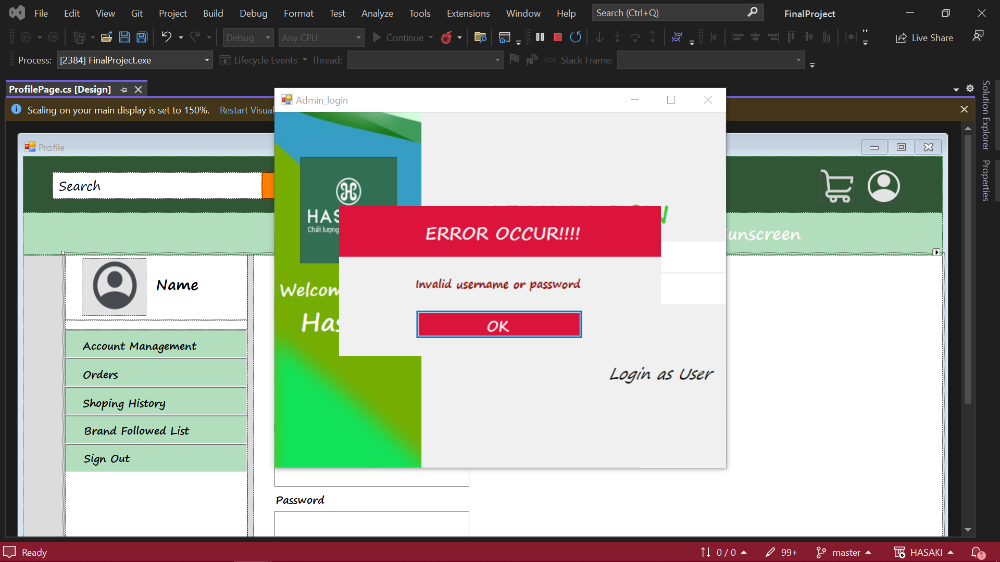 File Edit View Git Project Build Debug Format Test Analyze Tools Extensions Window Help Search (Ctrl+Q) FinalProject
Debug Any CPU Continue Live Share
Process: [2384] FinalProject.exe Lifecycle Events Thread: Stack Frame:
ProfilePage.cs [Design]
Scaling on your main display is set to 150%. Restart Visual
Solution Explorer
Properties
Profile
Search
unscreen
Name
Account Management
Orders
Shoping History
Brand Followed List
Sign Out
Password
Admin_login
HAS
Chất lượng
Welcom
Has
ERROR OCCUR!!!!
Invalid username or password
OK
Login as User
Ready 0 / 0 99+ master HASAKI 1